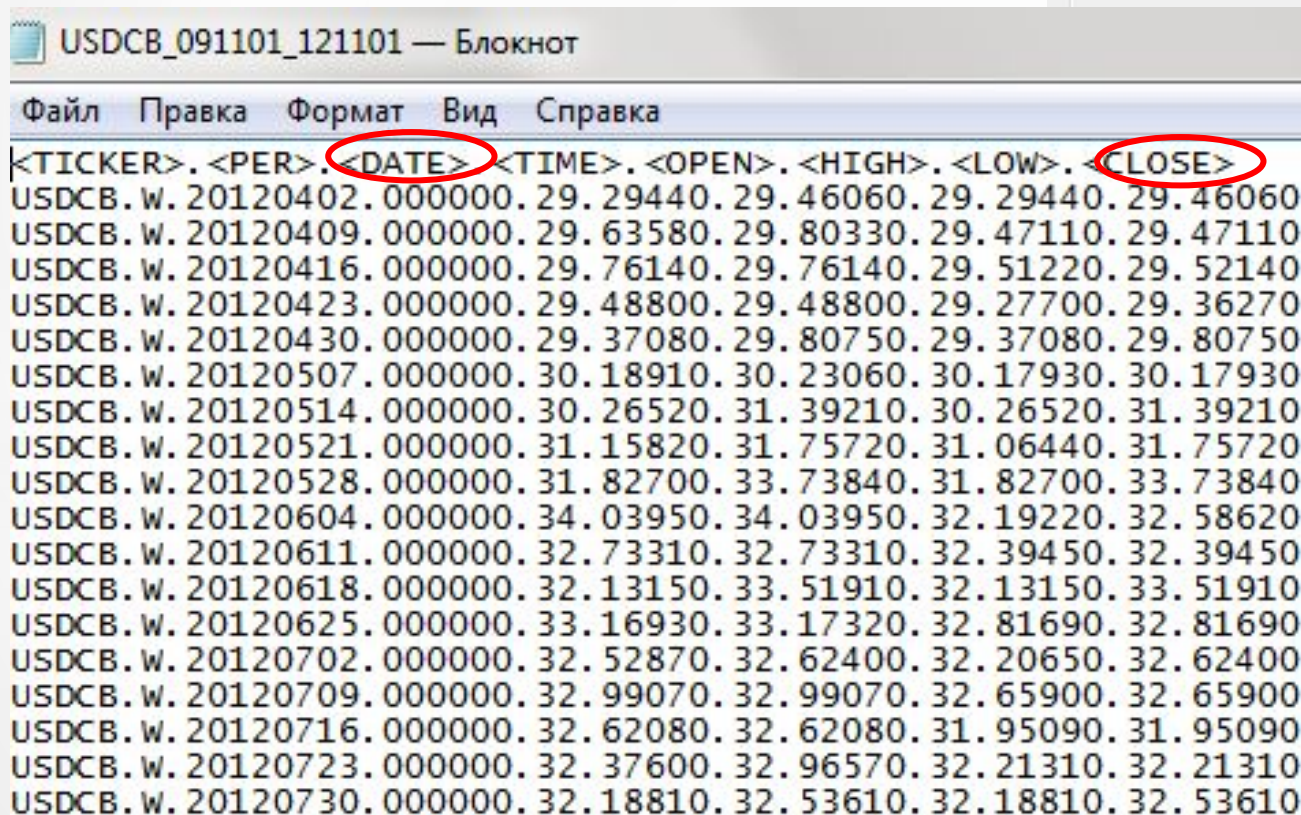 USDCB_091101_121101 — Блокнот
Файл Правка Формат Вид Справка
<TICKER>.<PER>.<DATE>.<TIME>.<OPEN>.<HIGH>.<LOW>.<CLOSE>
USDCB.W.20120402.000000.29.29440.29.46060.29.29440.29.46060
USDCB.W.20120409.000000.29.63580.29.80330.29.47110.29.47110
USDCB.W.20120416.000000.29.76140.29.76140.29.51220.29.52140
USDCB.W.20120423.000000.29.48800.29.48800.29.27700.29.36270
USDCB.W.20120430.000000.29.37080.29.80750.29.37080.29.80750
USDCB.W.20120507.000000.30.18910.30.23060.30.17930.30.17930
USDCB.W.20120514.000000.30.26520.31.39210.30.26520.31.39210
USDCB.W.20120521.000000.31.15820.31.75720.31.06440.31.75720
USDCB.W.20120528.000000.31.82700.33.73840.31.82700.33.73840
USDCB.W.20120604.000000.34.03950.34.03950.32.19220.32.58620
USDCB.W.20120611.000000.32.73310.32.73310.32.39450.32.39450
USDCB.W.20120618.000000.32.13150.33.51910.32.13150.33.51910
USDCB.W.20120625.000000.33.16930.33.17320.32.81690.32.81690
USDCB.W.20120702.000000.32.52870.32.62400.32.20650.32.62400
USDCB.W.20120709.000000.32.99070.32.99070.32.65900.32.65900
USDCB.W.20120716.000000.32.62080.32.62080.31.95090.31.95090
USDCB.W.20120723.000000.32.37600.32.96570.32.21310.32.21310
USDCB.W.20120730.000000.32.18810.32.53610.32.18810.32.53610